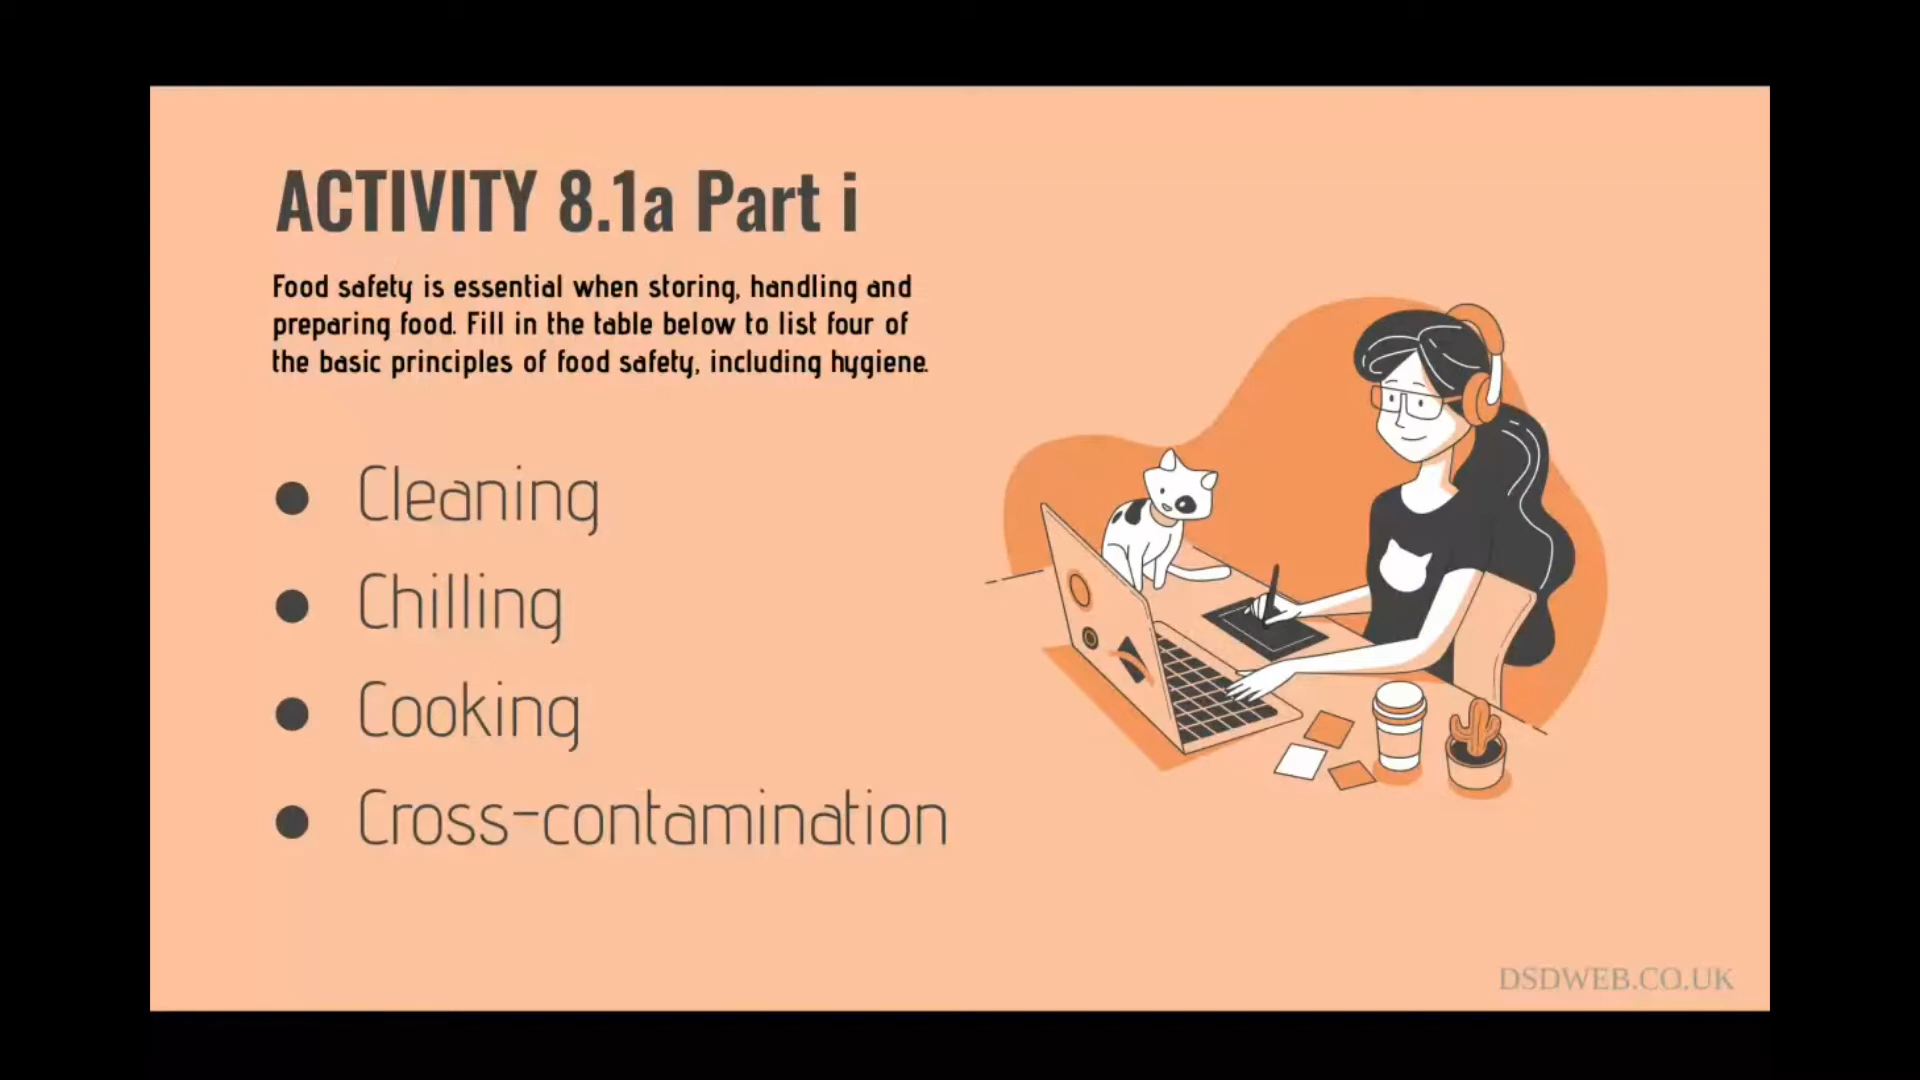 ACTIVITY 8.1a Part i
Food safety is essential when storing, handling and
preparing food. Fill in the table below to list four of
the basic principles of food safety, including hygiene.
● Cleaning
● Chilling
● Cooking
● Cross-contamination
DSDWEB.CO.UK